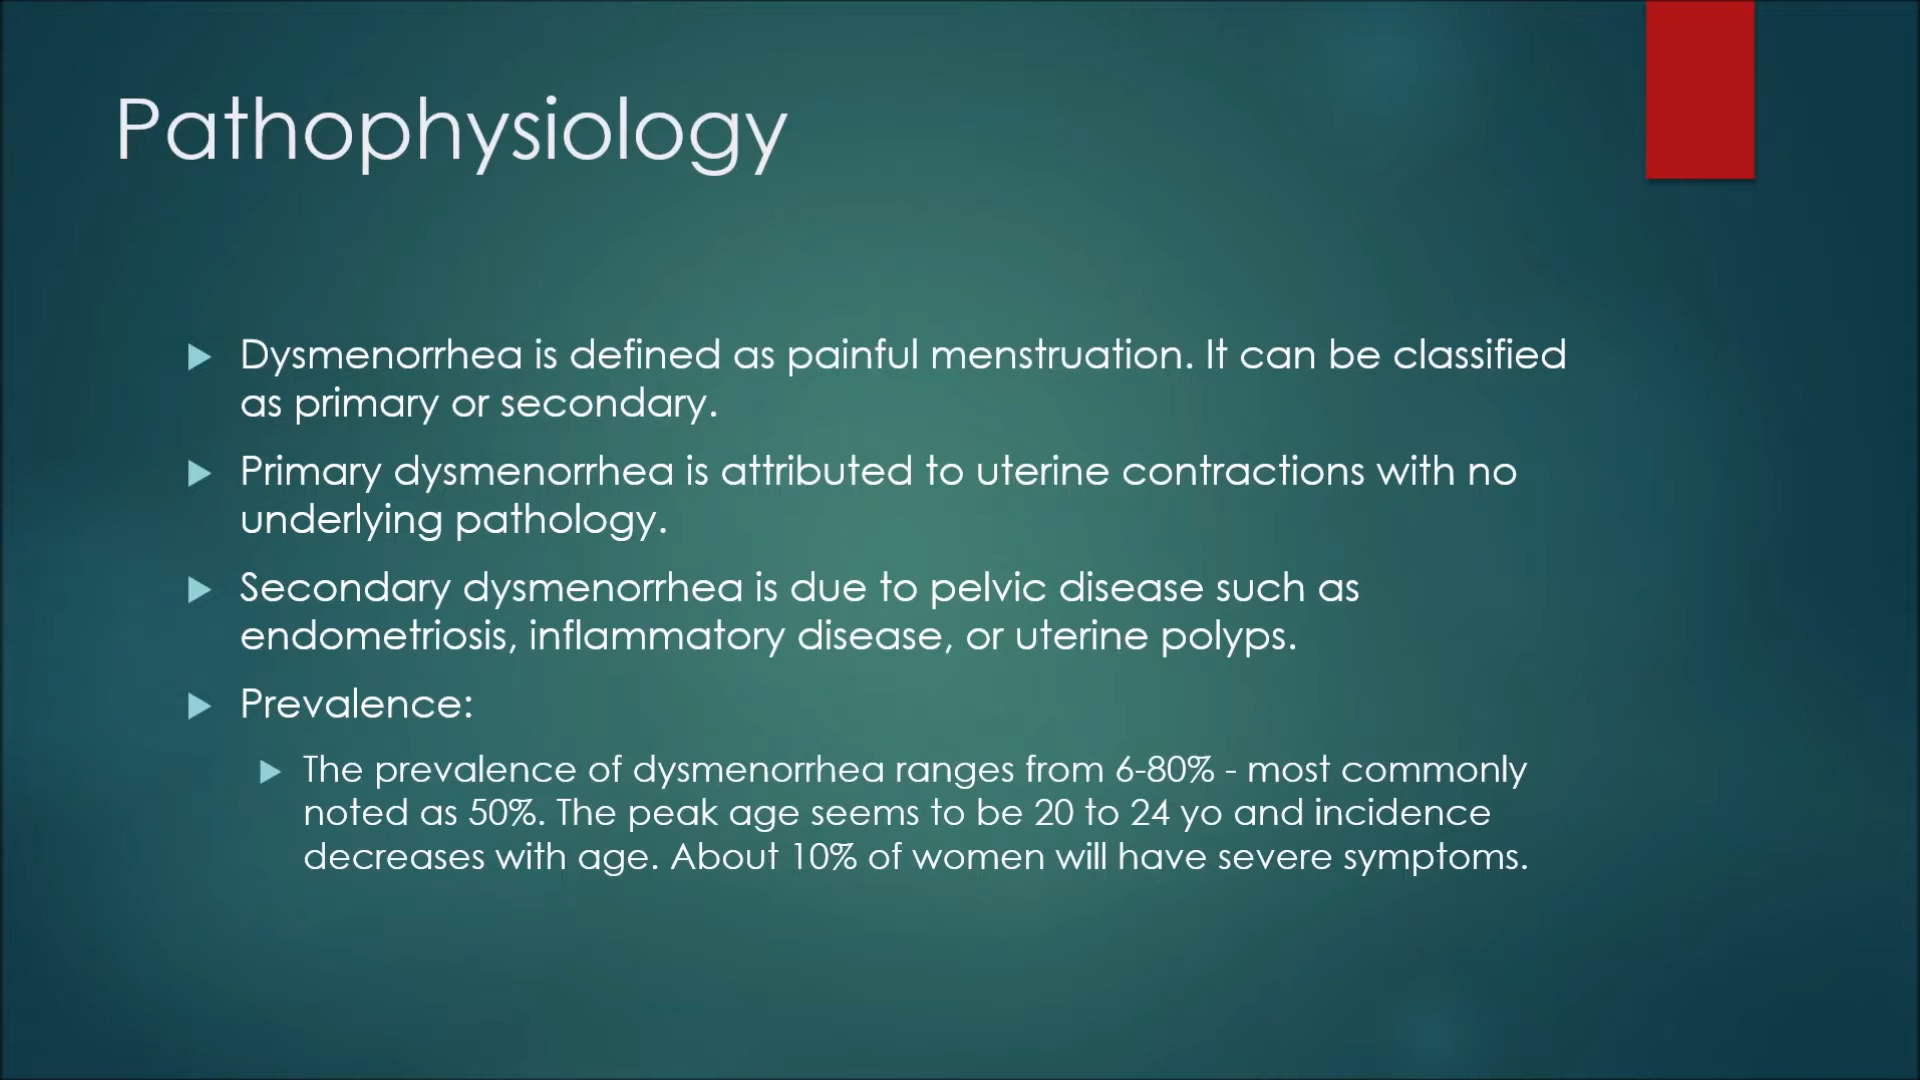 Pathophysiology
Dysmenorrhea is defined as painful menstruation. It can be classified
as primary or secondary.
Primary dysmenorrhea is attributed to uterine contractions with no
underlying pathology.
Secondary dysmenorrhea is due to pelvic disease such as
endometriosis, inflammatory disease, or uterine polyps.
Prevalence:
The prevalence of dysmenorrhea ranges from 6-80% - most commonly
noted as 50%. The peak age seems to be 20 to 24 yo and incidence
decreases with age. About 10% of women will have severe symptoms.